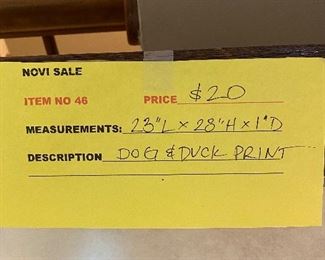 NOVI SALE
ITEM NO 46 PRICE $20
MEASUREMENTS: 23"L x 28"H x 1"D
DESCRIPTION DOG & DUCK PRINT